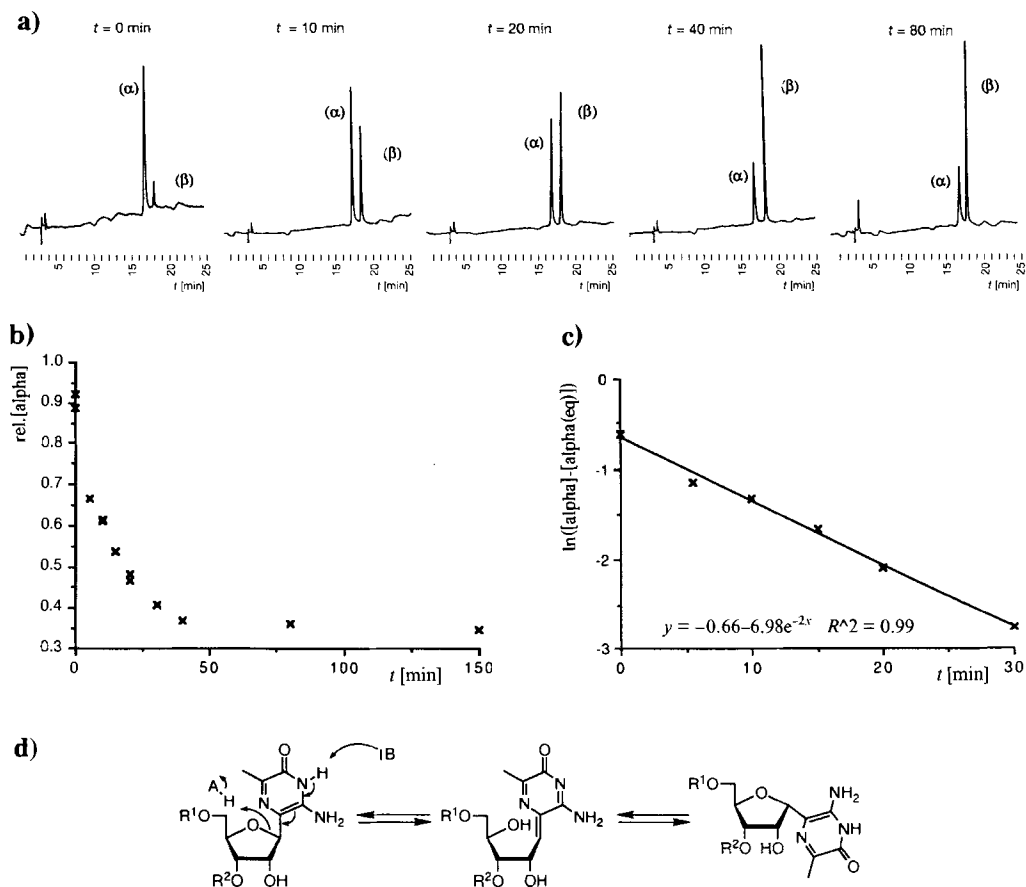 a)
t = 0 min
t = 10 min
t = 20 min
t = 40 min
t = 80 min
(α)
(β)
(α)
(β)
(α)
(β)
(α)
(β)
(α)
(β)
5 10 15 20 25
t [min]
5 10 15 20 25
t [min]
5 10 15 20 25
t [min]
5 10 15 20 25
t [min]
5 10 15 20 25
t [min]
b)
rel.[alpha]
1.0
0.9
0.8
0.7
0.6
0.5
0.4
0.3
0 50 100 150
t [min]
c)
ln([alpha]-[alpha(eq)])
0
-1
-2
-3
y = –0.66–6.98e⁻²ˣ R^2 = 0.99
0 10 20 30
t [min]
d)
O
IB
N H
A H
N
NH₂
R¹O
O
R²O OH
O
N
N
NH₂
R¹O
OH
R²O OH
R¹O
O
NH₂
R²O HO
N
NH
O